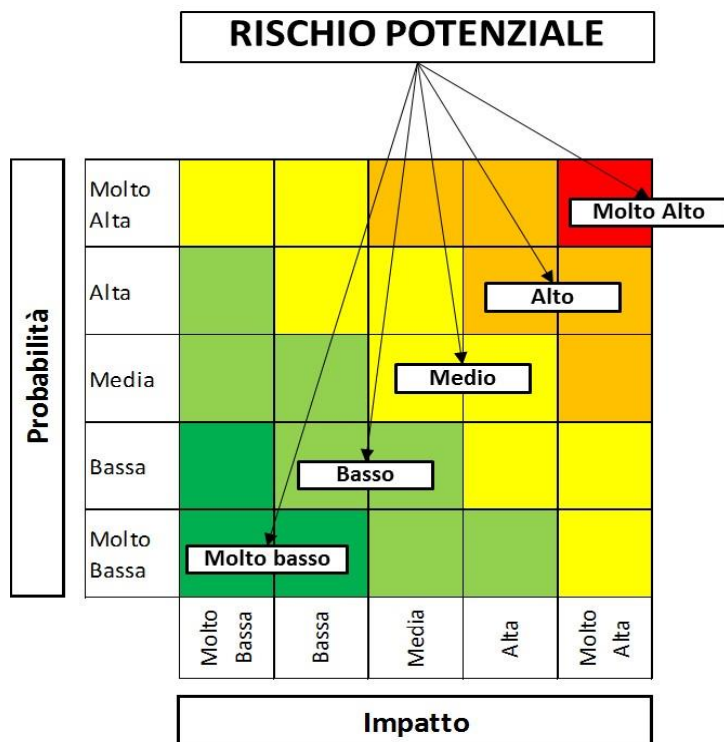 RISCHIO POTENZIALE
Probabilità
Molto
Alta
Molto Alto
Alta
Alto
Media
Medio
Bassa
Basso
Molto
Bassa
Molto basso
Molto
Bassa
Bassa
Media
Alta
Molto
Alta
Impatto